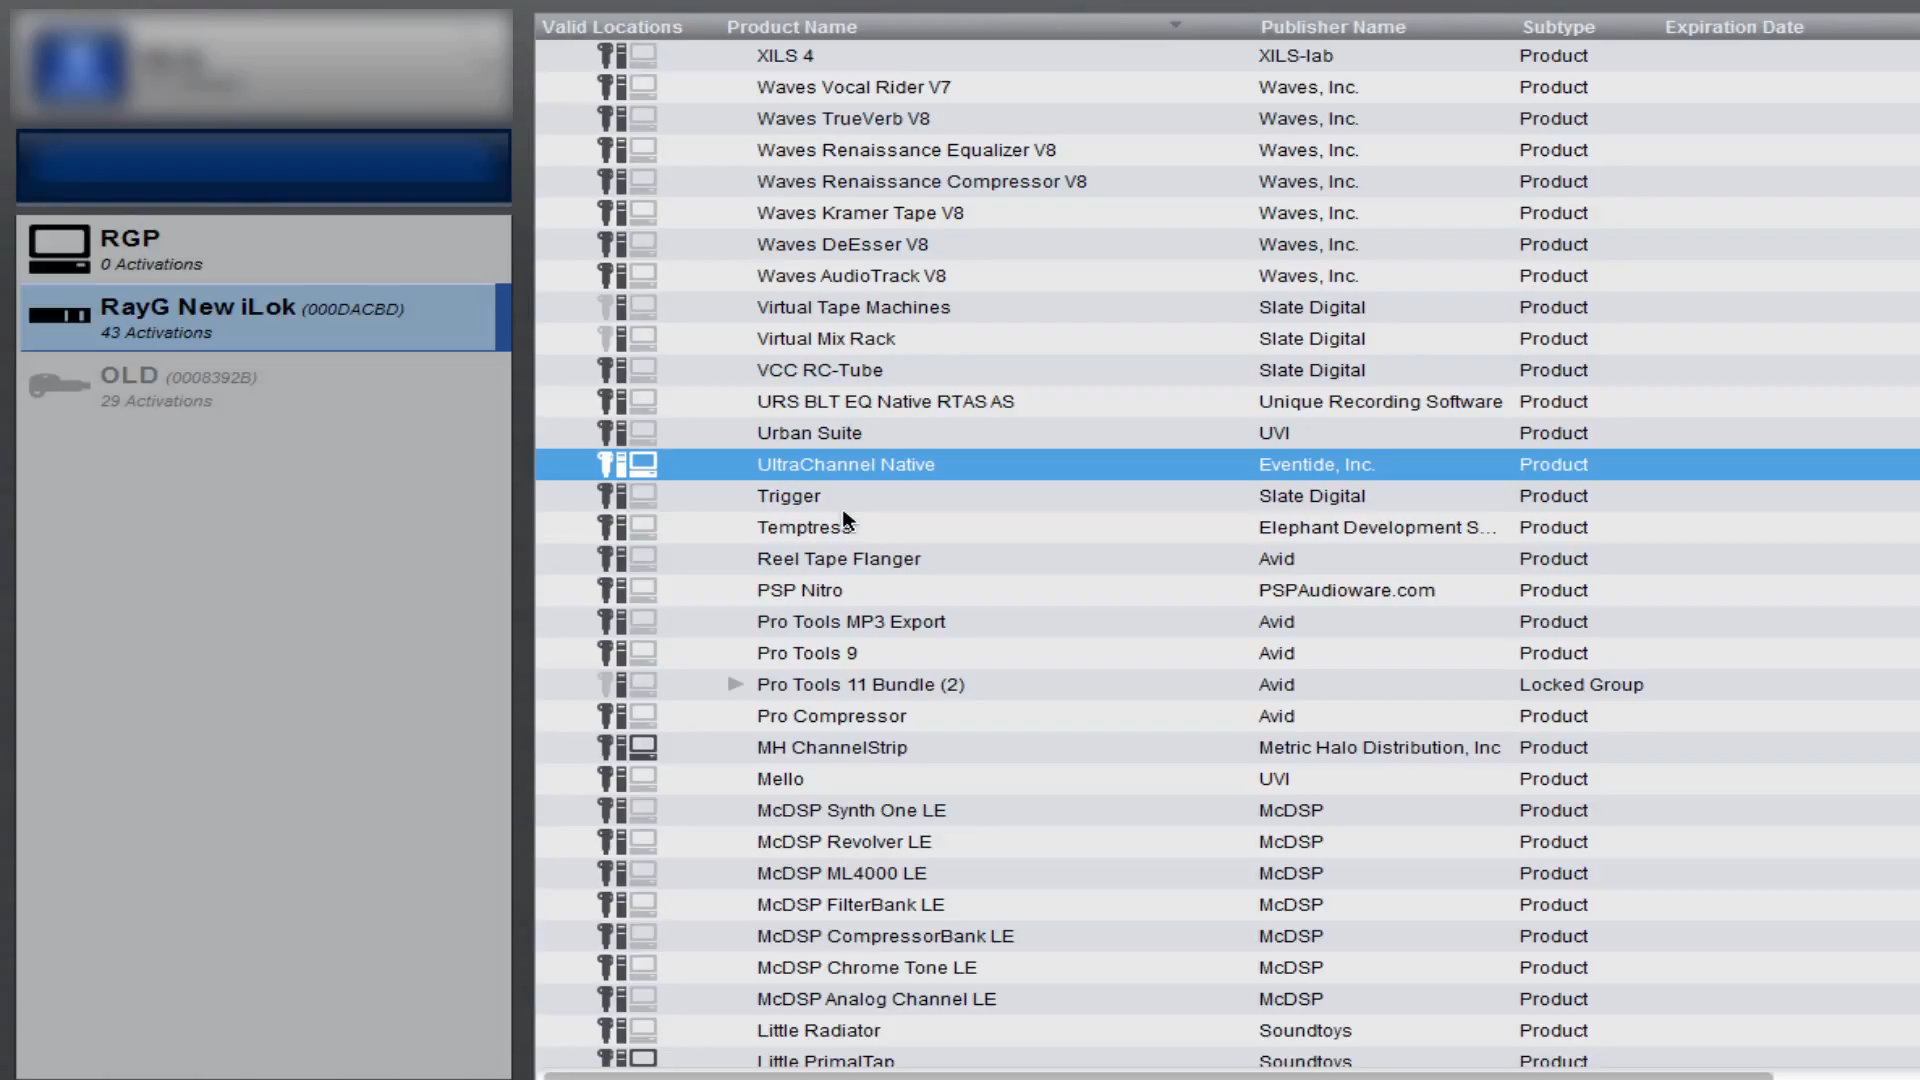 Valid Locations Product Name Publisher Name Subtype Expiration Date
RGP
0 Activations
RayG New iLok (000DACBD)
43 Activations
OLD (0008392B)
29 Activations
XILS 4 XILS-lab Product
Waves Vocal Rider V7 Waves, Inc. Product
Waves TrueVerb V8 Waves, Inc. Product
Waves Renaissance Equalizer V8 Waves, Inc. Product
Waves Renaissance Compressor V8 Waves, Inc. Product
Waves Kramer Tape V8 Waves, Inc. Product
Waves DeEsser V8 Waves, Inc. Product
Waves AudioTrack V8 Waves, Inc. Product
Virtual Tape Machines Slate Digital Product
Virtual Mix Rack Slate Digital Product
VCC RC-Tube Slate Digital Product
URS BLT EQ Native RTAS AS Unique Recording Software Product
Urban Suite UVI Product
UltraChannel Native Eventide, Inc. Product
Trigger Slate Digital Product
Temptress Elephant Development S... Product
Reel Tape Flanger Avid Product
PSP Nitro PSPAudioware.com Product
Pro Tools MP3 Export Avid Product
Pro Tools 9 Avid Product
Pro Tools 11 Bundle (2) Avid Locked Group
Pro Compressor Avid Product
MH ChannelStrip Metric Halo Distribution, Inc Product
Mello UVI Product
McDSP Synth One LE McDSP Product
McDSP Revolver LE McDSP Product
McDSP ML4000 LE McDSP Product
McDSP FilterBank LE McDSP Product
McDSP CompressorBank LE McDSP Product
McDSP Chrome Tone LE McDSP Product
McDSP Analog Channel LE McDSP Product
Little Radiator Soundtoys Product
Little PrimalTap Soundtoys Product